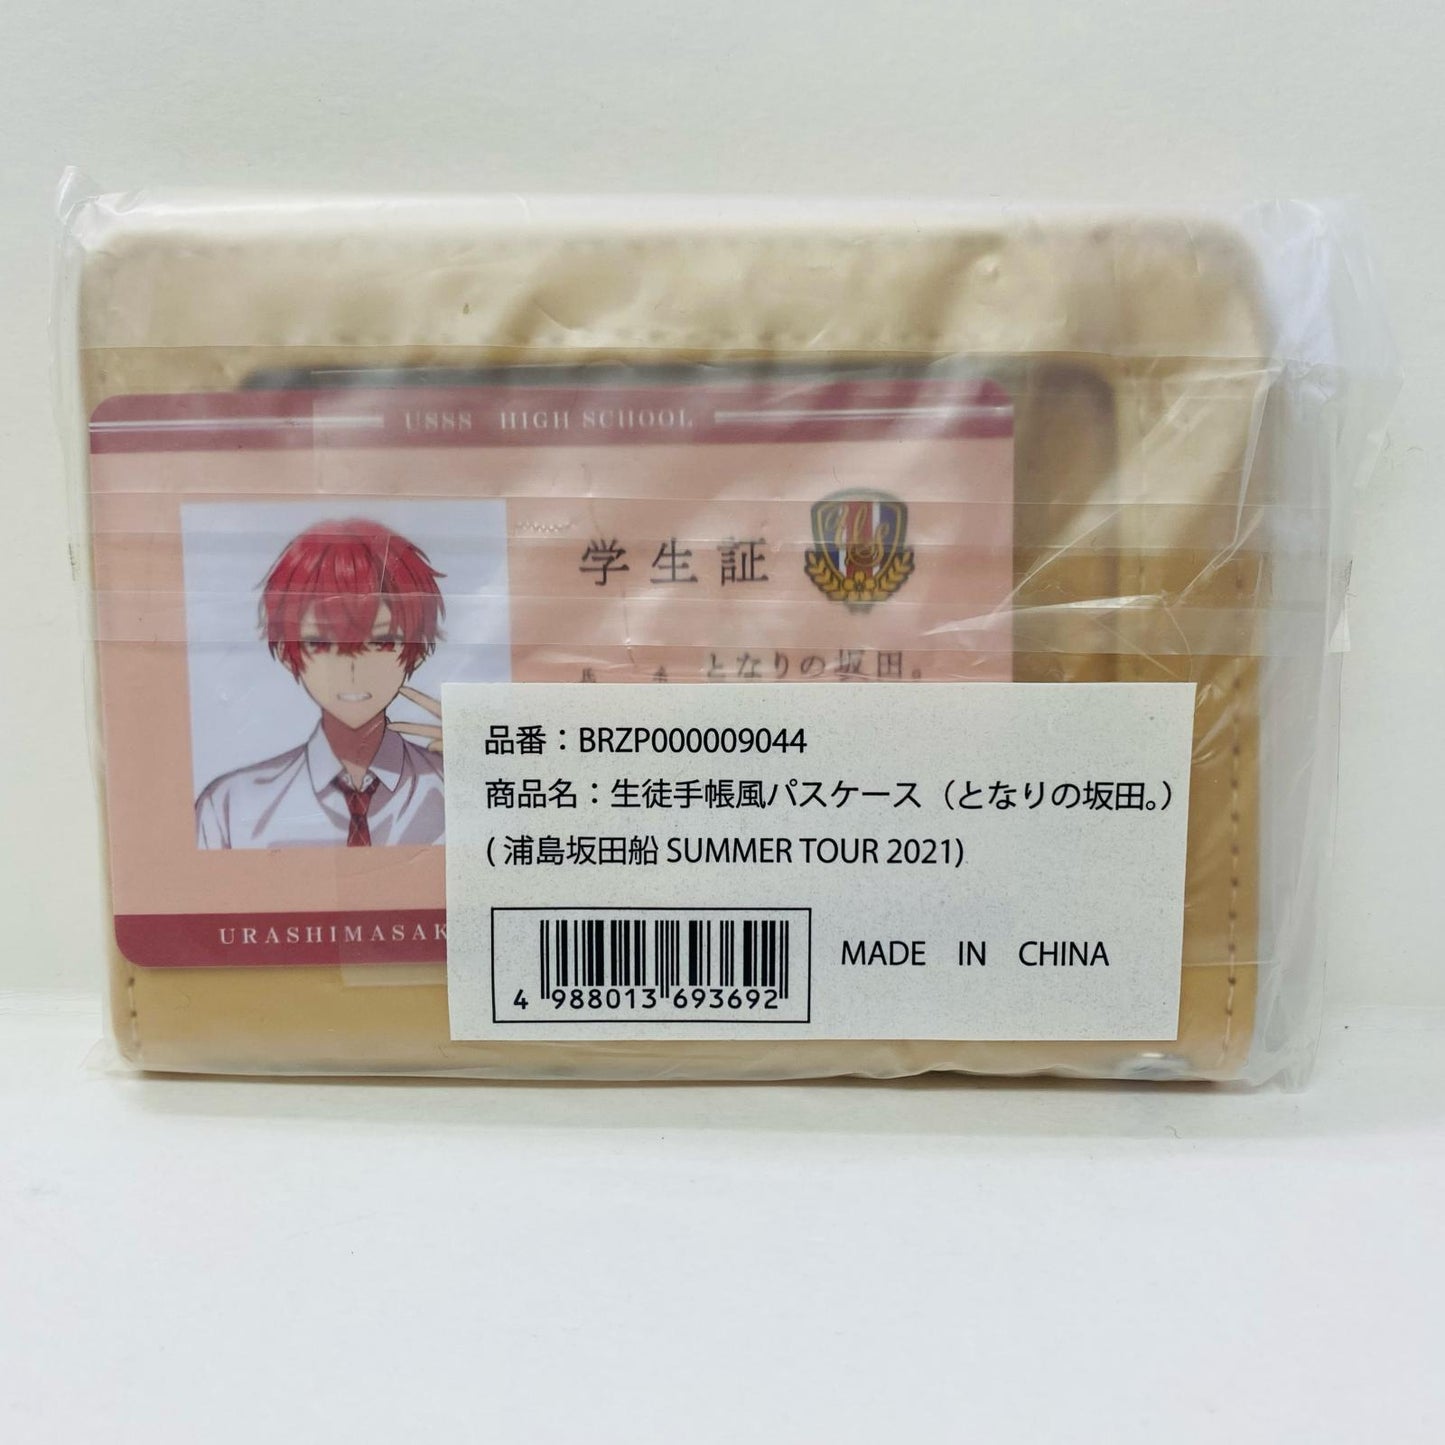 USSS HIGH SCHOOL
学生証
となりの坂田。
URASHIMASAK
品番：BRZP000009044
商品名：生徒手帳風パスケース（となりの坂田。）
( 浦島坂田船 SUMMER TOUR 2021)
MADE IN CHINA
4 988013 693692